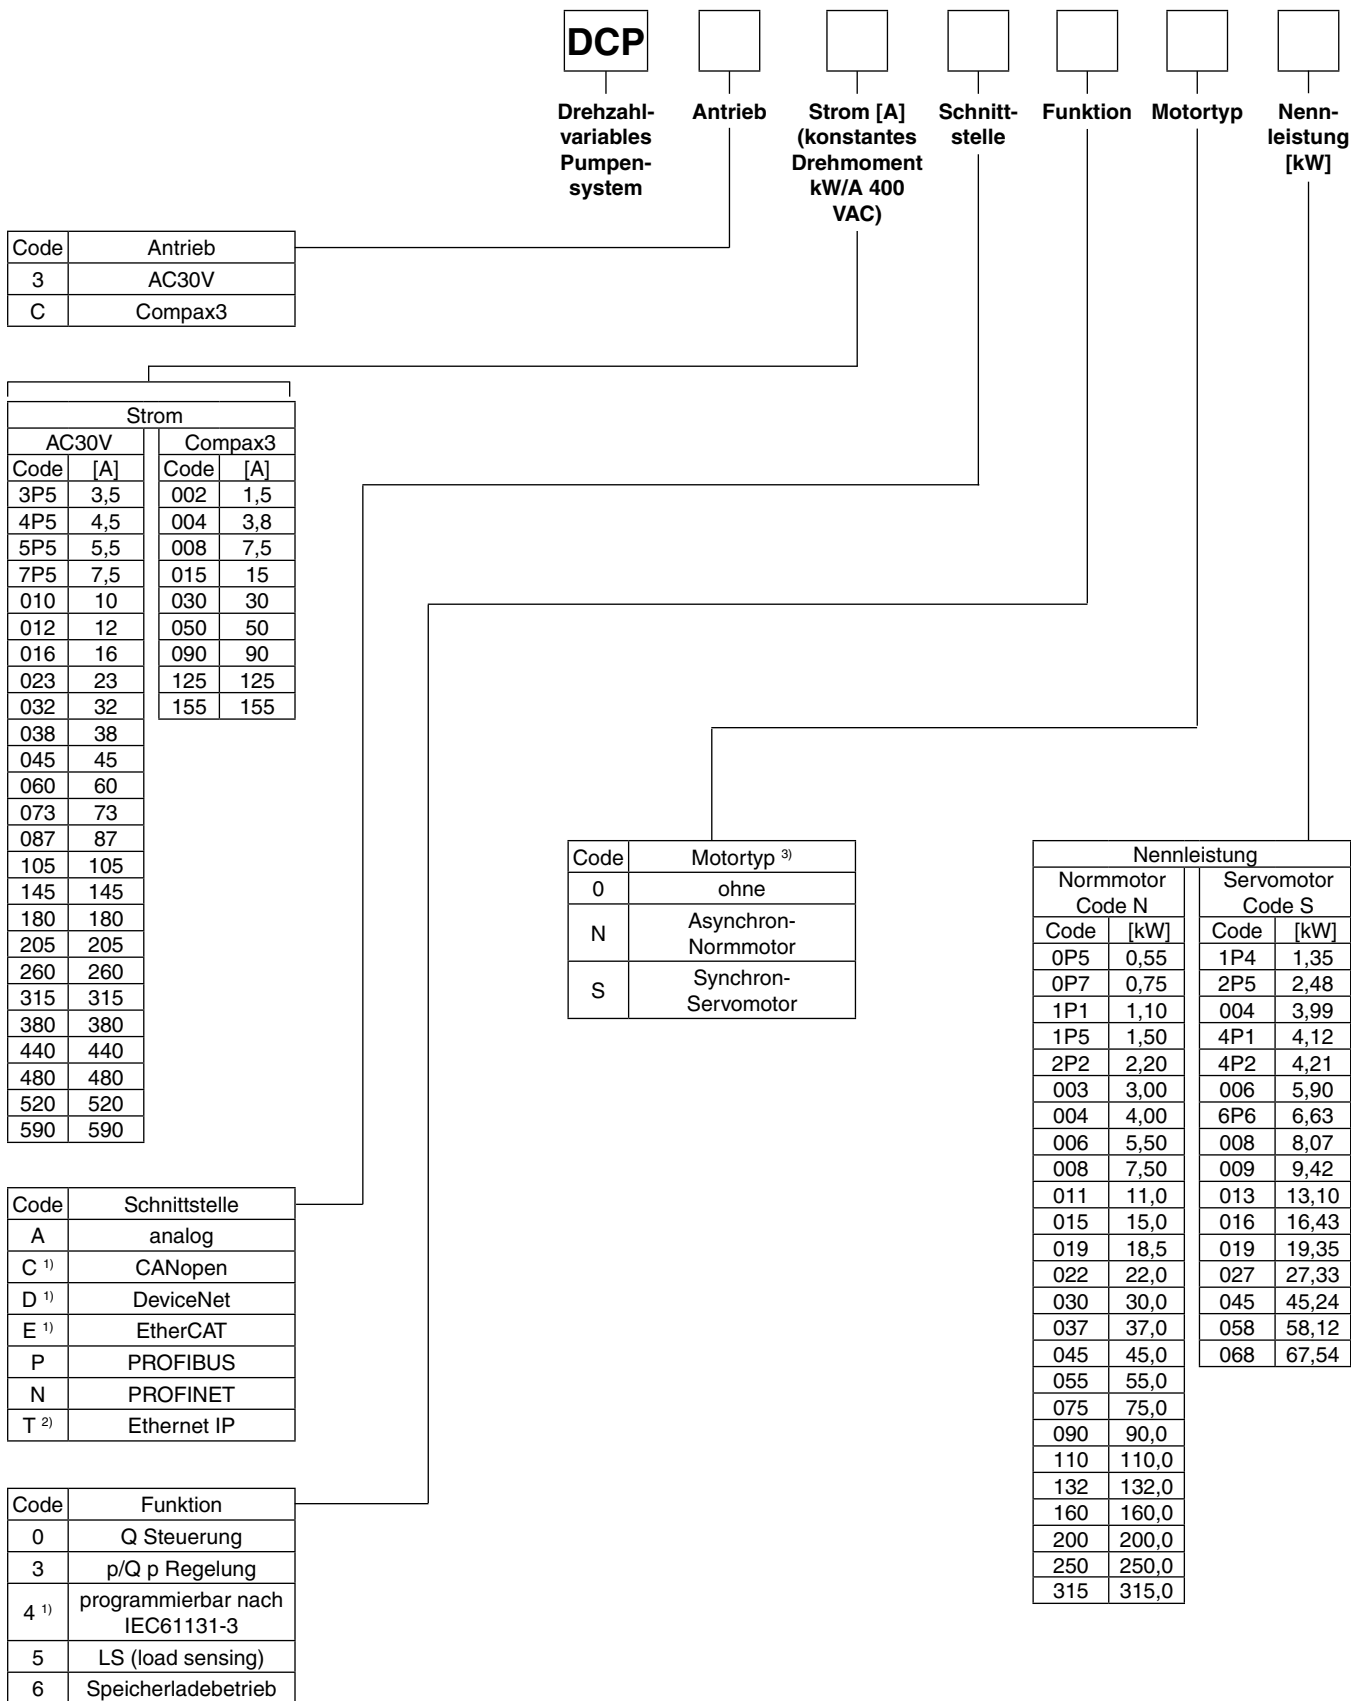 DCP
Drehzahl-
variables
Pumpen-
system
Antrieb
Strom [A]
(konstantes
Drehmoment
kW/A 400
VAC)
Schnitt-
stelle
Funktion
Motortyp
Nenn-
leistung
[kW]
Code Antrieb
3 AC30V
C Compax3
Strom
AC30V Compax3
Code [A] Code [A]
3P5 3,5 002 1,5
4P5 4,5 004 3,8
5P5 5,5 008 7,5
7P5 7,5 015 15
010 10 030 30
012 12 050 50
016 16 090 90
023 23 125 125
032 32 155 155
038 38
045 45
060 60
073 73
087 87
105 105
145 145
180 180
205 205
260 260
315 315
380 380
440 440
480 480
520 520
590 590
Code Schnittstelle
A analog
C 1) CANopen
D 1) DeviceNet
E 1) EtherCAT
P PROFIBUS
N PROFINET
T 2) Ethernet IP
Code Funktion
0 Q Steuerung
3 p/Q p Regelung
4 1) programmierbar nach
IEC61131-3
5 LS (load sensing)
6 Speicherladebetrieb
Code Motortyp 3)
0 ohne
N Asynchron-
Normmotor
S Synchron-
Servomotor
Nennleistung
Normmotor Servomotor
Code N Code S
Code [kW] Code [kW]
0P5 0,55 1P4 1,35
0P7 0,75 2P5 2,48
1P1 1,10 004 3,99
1P5 1,50 4P1 4,12
2P2 2,20 4P2 4,21
003 3,00 006 5,90
004 4,00 6P6 6,63
006 5,50 008 8,07
008 7,50 009 9,42
011 11,0 013 13,10
015 15,0 016 16,43
019 18,5 019 19,35
022 22,0 027 27,33
030 30,0 045 45,24
037 37,0 058 58,12
045 45,0 068 67,54
055 55,0
075 75,0
090 90,0
110 110,0
132 132,0
160 160,0
200 200,0
250 250,0
315 315,0